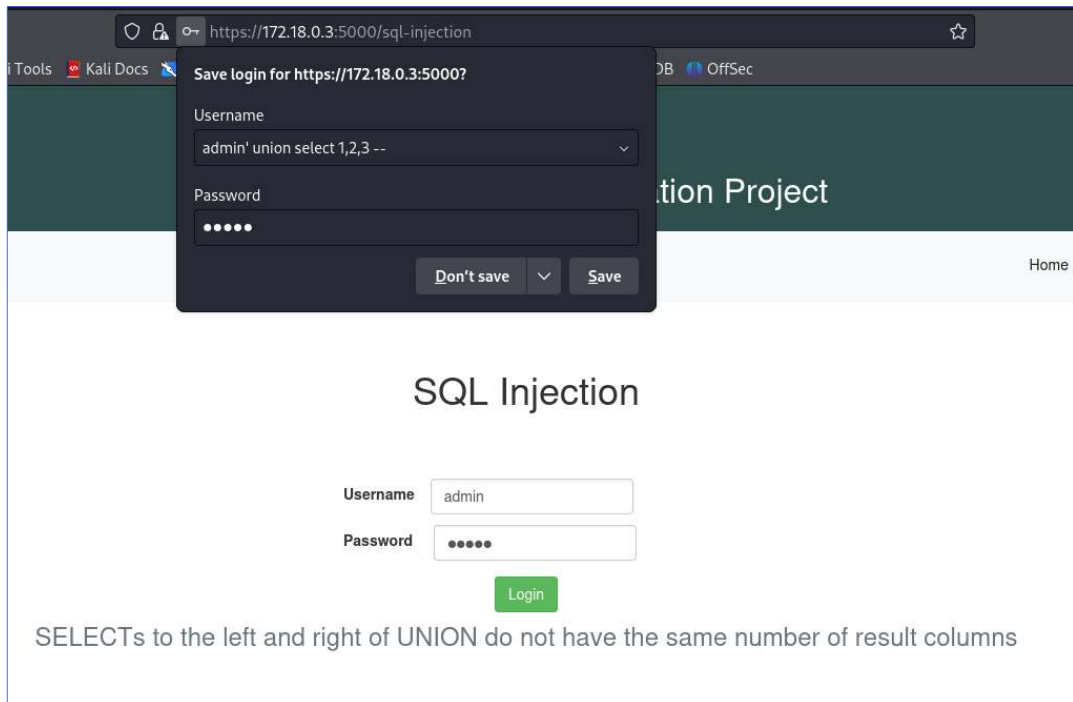 https://172.18.0.3:5000/sql-injection
i Tools Kali Docs DB OffSec
Save login for https://172.18.0.3:5000?
Username
admin' union select 1,2,3 --
Password
•••••
Don't save Save
tion Project
Home
SQL Injection
Username admin
Password •••••
Login
SELECTs to the left and right of UNION do not have the same number of result columns